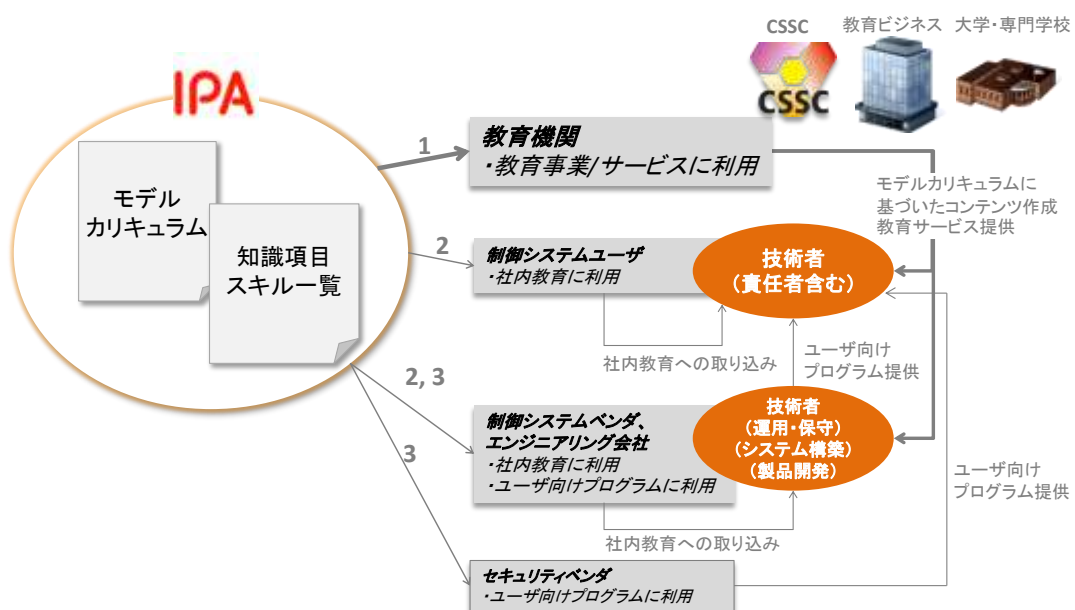 CSSC
教育ビジネス
大学・専門学校
IPA
CSSC
モデル
カリキュラム
知識項目
スキル一覧
1
教育機関
・教育事業/サービスに利用
モデルカリキュラムに
基づいたコンテンツ作成
教育サービス提供
2
制御システムユーザ
・社内教育に利用
技術者
(責任者含む)
社内教育への取り込み
ユーザ向け
プログラム提供
2, 3
制御システムベンダ、
エンジニアリング会社
・社内教育に利用
・ユーザ向けプログラムに利用
技術者
(運用・保守)
(システム構築)
(製品開発)
社内教育への取り込み
ユーザ向け
プログラム提供
3
セキュリティベンダ
・ユーザ向けプログラムに利用